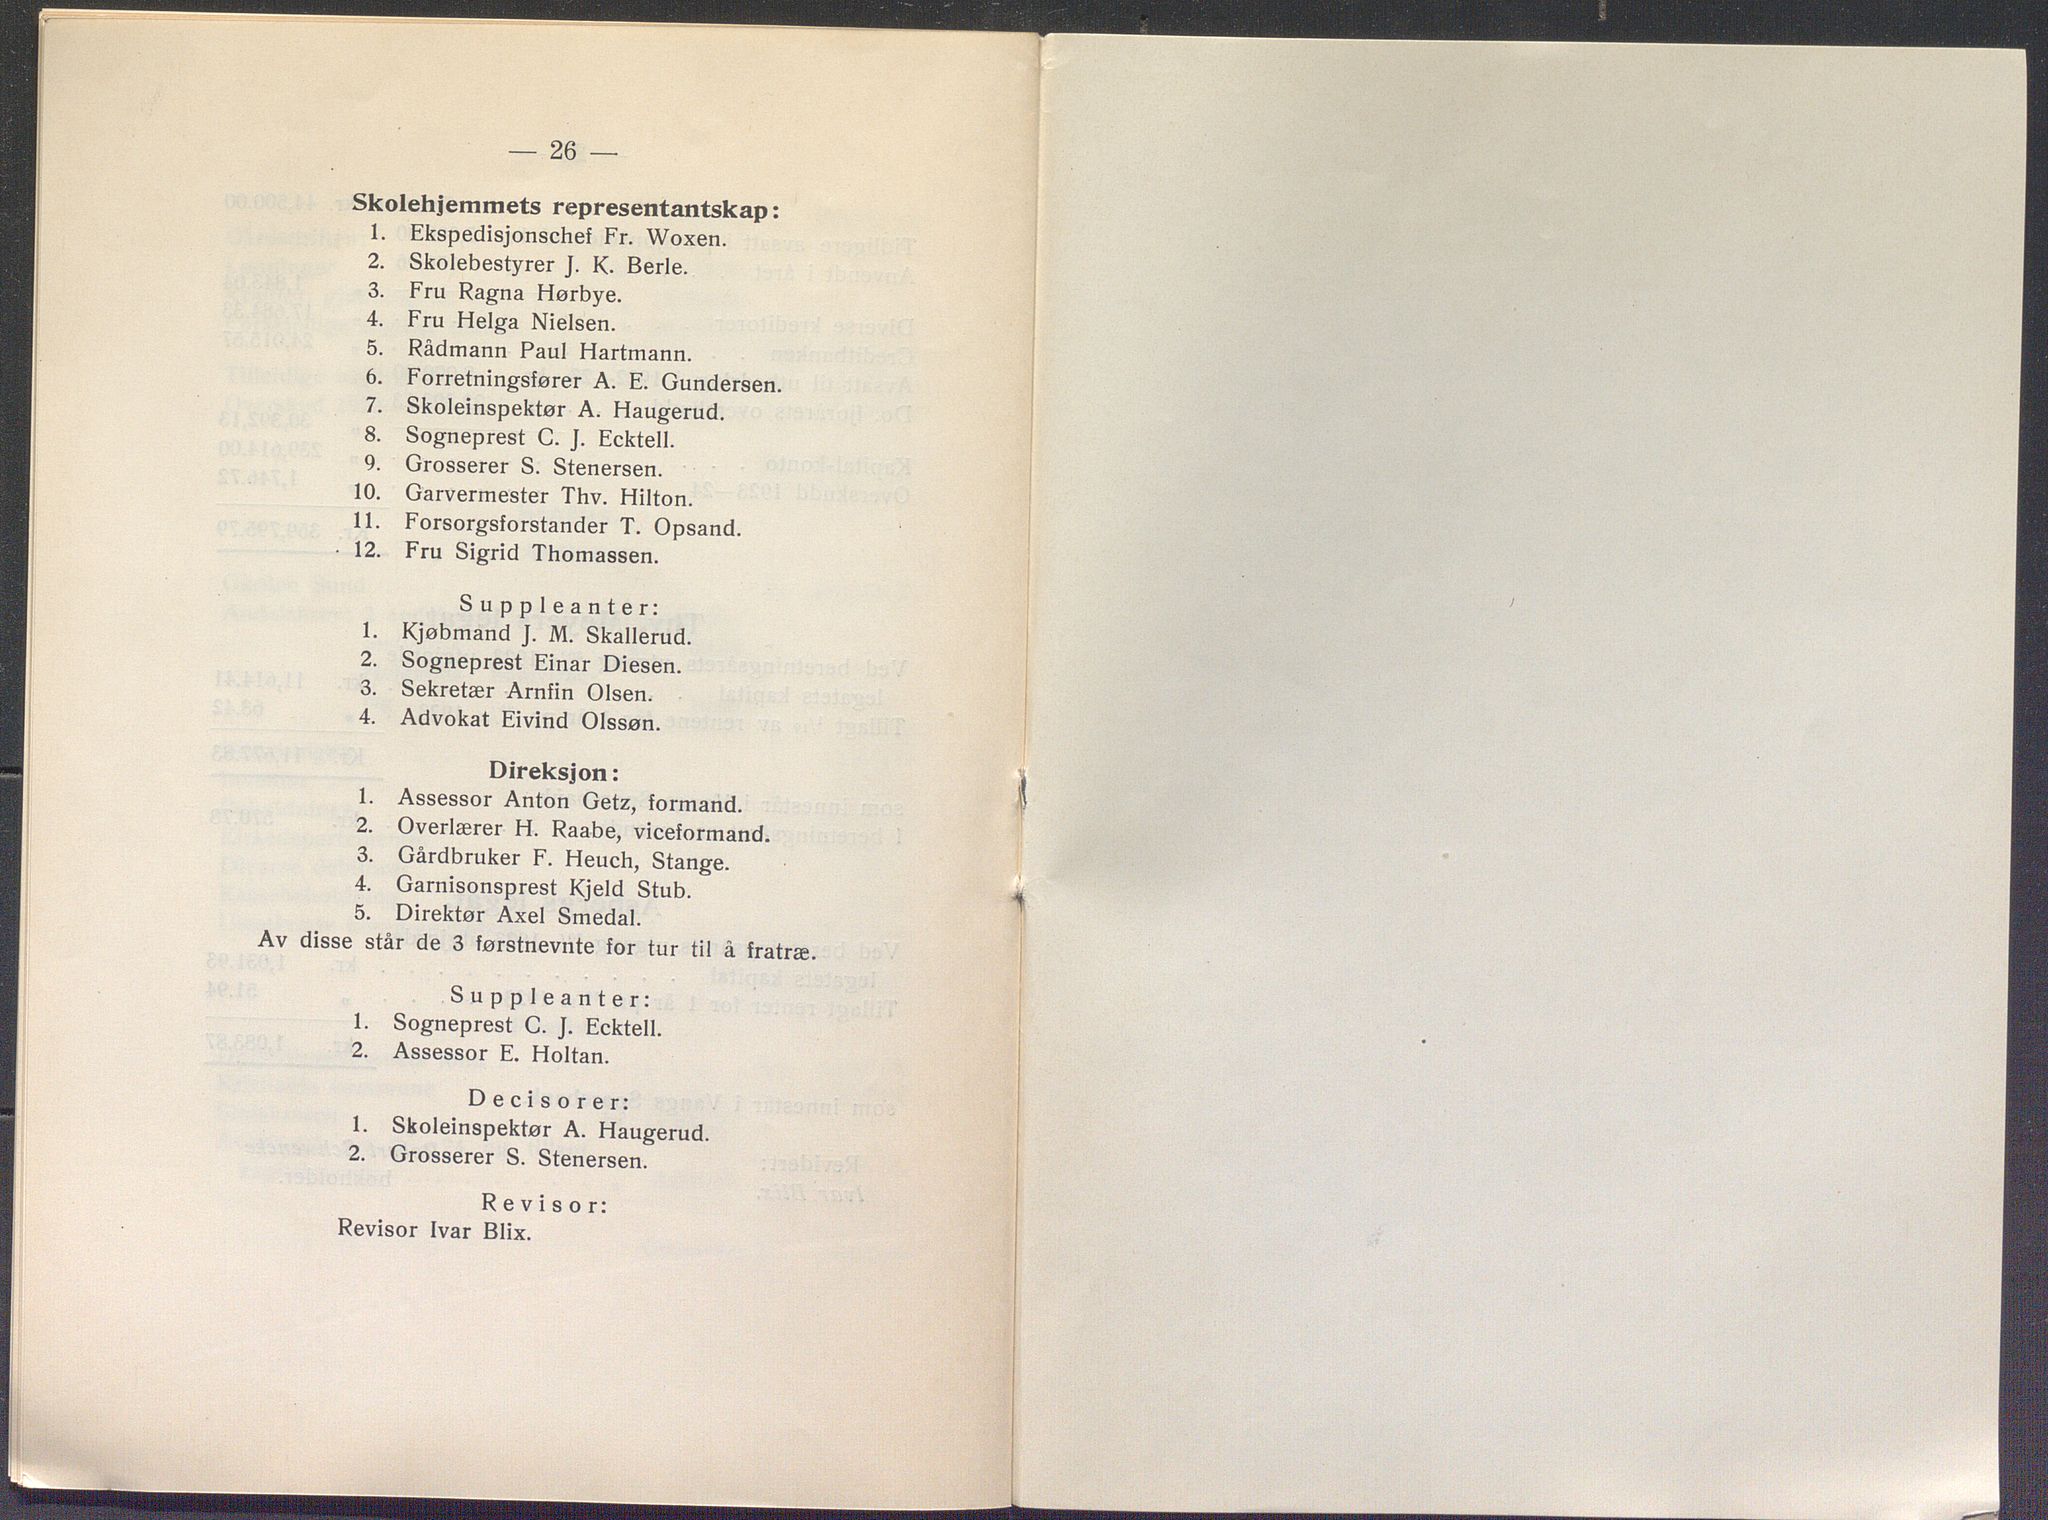 — 26 —
Skolehjemmets representantskap:
1. Ekspedisjonschef Fr. Woxen.
2. Skolebestyrer J. K. Berle.
3. Fru Ragna Hørbye.
4. Fru Helga Nielsen.
5. Rådmann Paul Hartmann.
6. Forretningsfører A. E. Gundersen.
7. Skoleinspektør A. Haugerud.
8. Sogneprest C. J. Ecktell.
9. Grosserer S. Stenersen.
10. Garvermester Thv. Hilton.
11. Forsorgsforstander T. Opsand.
12. Fru Sigrid Thomassen.
Suppleanter:
1. Kjøbmand J. M. Skallerud.
2. Sogneprest Einar Diesen.
3. Sekretær Arnfin Olsen.
4. Advokat Eivind Olssøn.
Direksjon:
1. Assessor Anton Getz, formand.
2. Overlærer H. Raabe, viceformand.
3. Gårdbruker F. Heuch, Stange.
4. Garnisonsprest Kjeld Stub.
5. Direktør Axel Smedal.
Av disse står de 3 førstnevnte for tur til å fratræ.
Suppleanter:
1. Sogneprest C. J. Ecktell.
2. Assessor E. Holtan.
Decisorer:
1. Skoleinspektør A. Haugerud.
2. Grosserer S. Stenersen.
Revisor:
Revisor Ivar Blix.